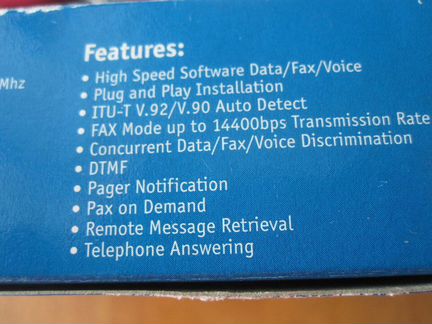 Features:
Mhz
• High Speed Software Data/Fax/Voice
• Plug and Play Installation
• ITU-T V.92/V.90 Auto Detect
• FAX Mode up to 14400bps Transmission Rate
• Concurrent Data/Fax/Voice Discrimination
• DTMF
• Pager Notification
• Pax on Demand
• Remote Message Retrieval
• Telephone Answering